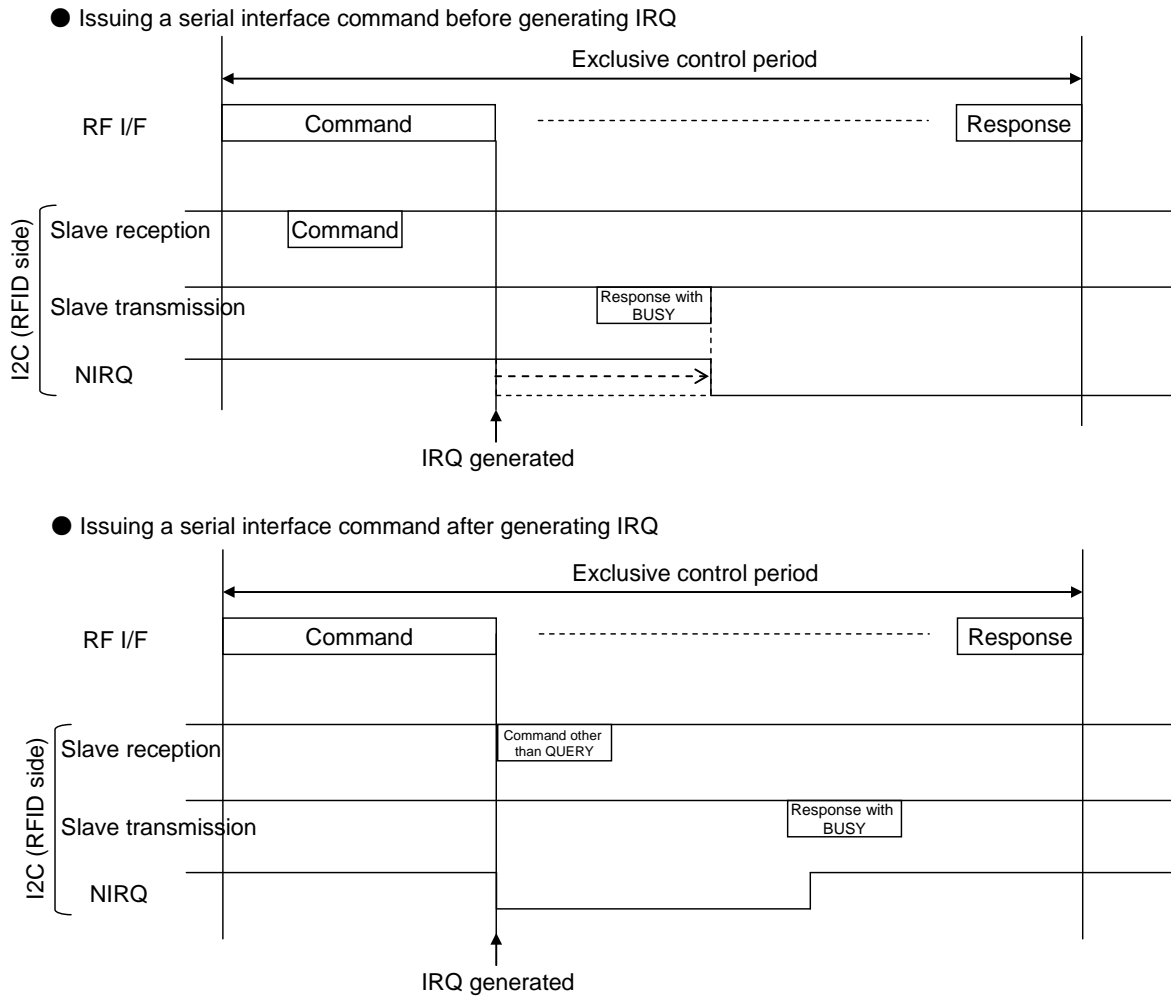 ● Issuing a serial interface command before generating IRQ
Exclusive control period
RF I/F
Command
Response
I2C (RFID side)
Slave reception
Command
Slave transmission
Response with
BUSY
NIRQ
IRQ generated
● Issuing a serial interface command after generating IRQ
Exclusive control period
RF I/F
Command
Response
I2C (RFID side)
Slave reception
Command other
than QUERY
Slave transmission
Response with
BUSY
NIRQ
IRQ generated